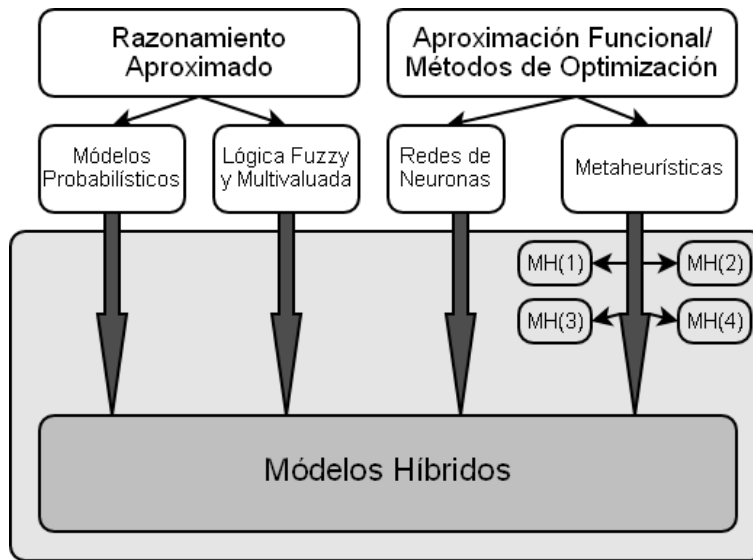 Razonamiento
Aproximado
Aproximación Funcional/
Métodos de Optimización
Módelos
Probabilísticos
Lógica Fuzzy
y Multivaluada
Redes de
Neuronas
Metaheurísticas
MH(1)
MH(2)
MH(3)
MH(4)
Módelos Híbridos